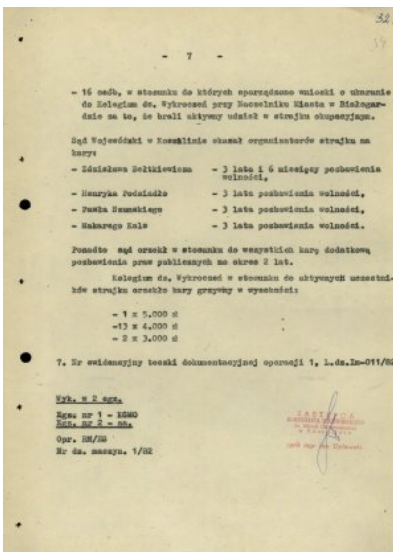 32
34
- 7 -
- 16 osób, w stosunku do których sporządzono wnioski o ukaranie
do Kolegium ds. Wykroczeń przy Naczelniku Miasta w Białogar-
dzie za to, że brali aktywny udział w strajku okupacyjnym.
Sąd Wojewódzki w Koszalinie skazał organizatorów strajku na
kary:
- Zdzisława Bełtkiewicza - 3 lata i 6 miesięcy pozbawienia
wolności,
- Henryka Podsiadło - 3 lata pozbawienia wolności,
- Pawła Szumskiego - 3 lata pozbawienia wolności,
- Makarego Kals - 3 lata pozbawienia wolności.
Ponadto sąd orzekł w stosunku do wszystkich karę dodatkową
pozbawienia praw publicznych na okres 2 lat.
Kolegium ds. Wykroczeń w stosunku do aktywnych uczestni-
ków strajku orzekło kary grzywny w wysokości:
- 1 x 5.000 zł
-13 x 4.000 zł
- 2 x 3.000 zł
7. Nr ewidencyjny teczki dokumentacyjnej operacji 1, L.dz.Im-011/82
Wyk. w 2 egz.
Egz. nr 1 - KGMO
Egz. nr 2 - aa.
Opr. RM/ES
Nr dz. maszyn. 1/82
ZASTĘPCA